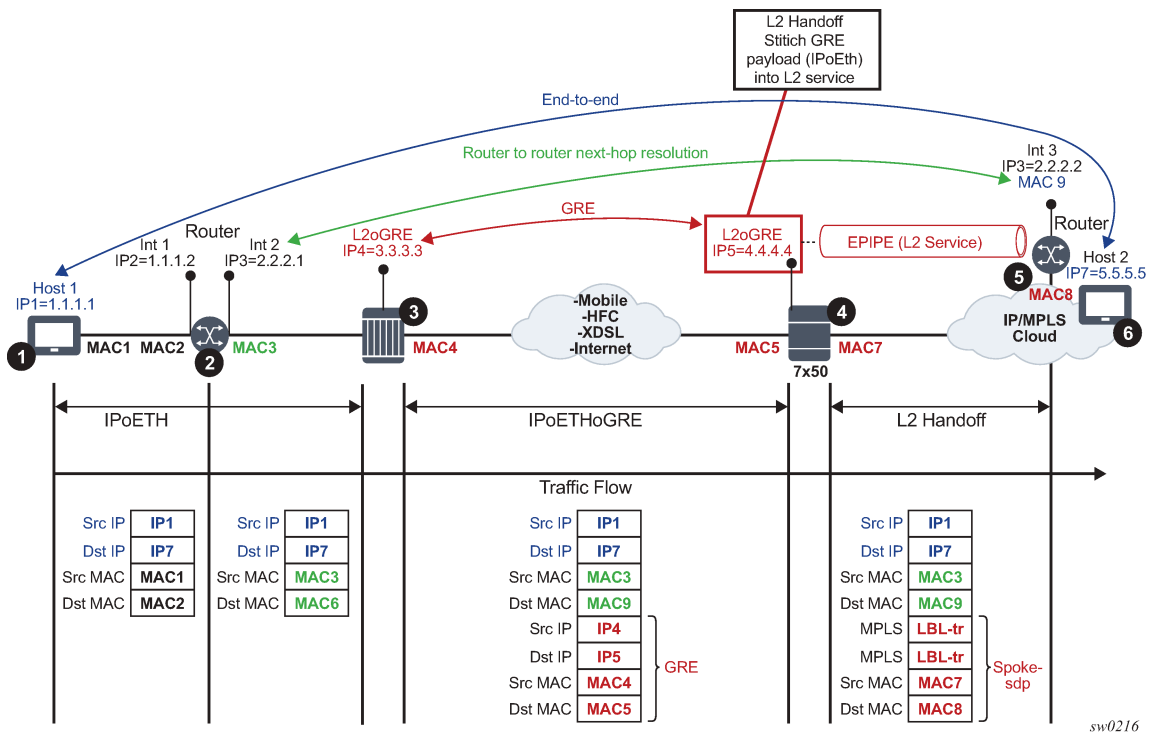 L2 Handoff
Stitich GRE
payload (IPoEth)
into L2 service
End-to-end
Router to router next-hop resolution
Int 3
IP3=2.2.2.2
MAC 9
GRE
Router
Int 1
IP2=1.1.1.2
Int 2
IP3=2.2.2.1
L2oGRE
IP4=3.3.3.3
L2oGRE
IP5=4.4.4.4
EPIPE (L2 Service)
Router
Host 1
IP1=1.1.1.1
Host 2
IP7=5.5.5.5
1
MAC1
MAC2
2
MAC3
3
MAC4
-Mobile
-HFC
-XDSL
-Internet
MAC5
4
MAC7
7x50
5
MAC8
IP/MPLS
Cloud
6
IPoETH
IPoETHoGRE
L2 Handoff
Traffic Flow
Src IP IP1
Dst IP IP7
Src MAC MAC1
Dst MAC MAC2
Src IP IP1
Dst IP IP7
Src MAC MAC3
Dst MAC MAC6
Src IP IP1
Dst IP IP7
Src MAC MAC3
Dst MAC MAC9
Src IP IP4
Dst IP IP5
Src MAC MAC4
Dst MAC MAC5
GRE
Src IP IP1
Dst IP IP7
Src MAC MAC3
Dst MAC MAC9
MPLS LBL-tr
MPLS LBL-tr
Src MAC MAC7
Dst MAC MAC8
Spoke-
sdp
sw0216